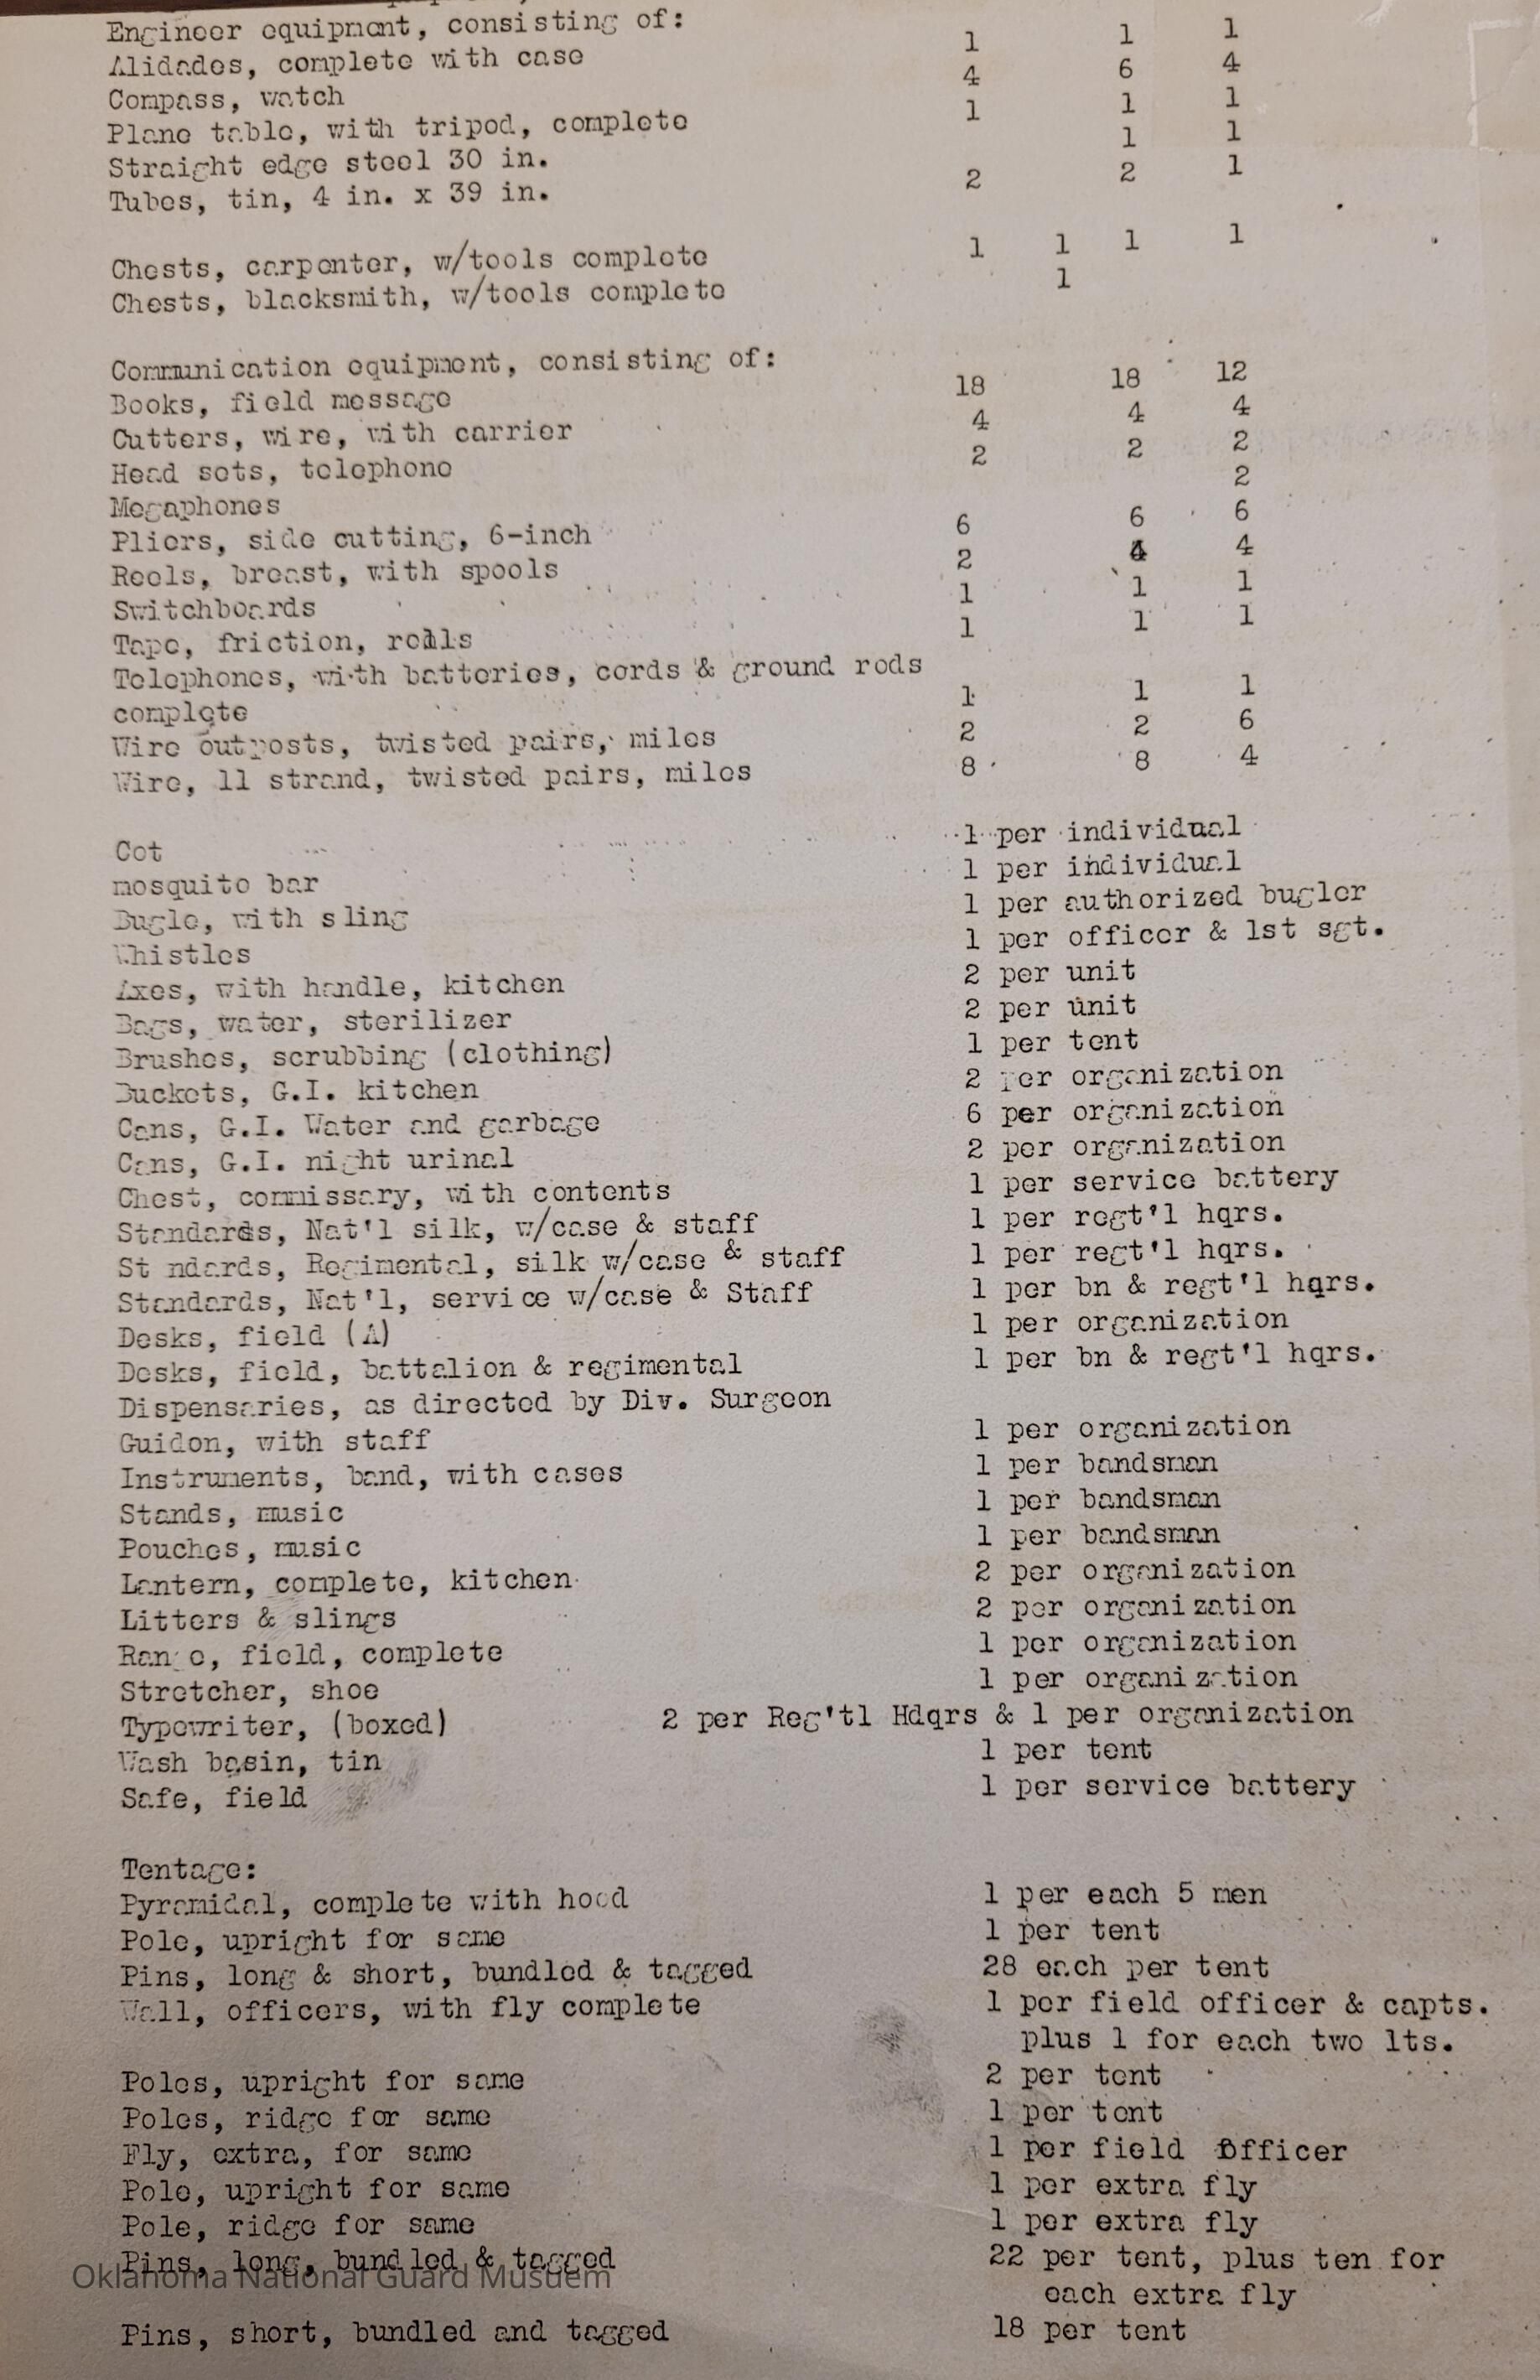 Engineer equipment, consisting of:
Alidades, complete with case 1 1 1
Compass, watch 4 6 4
Plane table, with tripod, complete 1 1 1
Straight edge steel 30 in. 1 1
Tubes, tin, 4 in. x 39 in. 2 2 1
Chests, carpenter, w/tools complete 1 1 1 1
Chests, blacksmith, w/tools complete 1
Communication equipment, consisting of:
Books, field message 18 18 12
Cutters, wire, with carrier 4 4 4
Head sets, telephone 2 2 2
Megaphones 2
Pliers, side cutting, 6-inch 6 6 6
Reels, breast, with spools 2 4 4
Switchboards 1 1 1
Tape, friction, rolls 1 1 1
Telephones, with batteries, cords & ground rods
complete 1 1 1
Wire outposts, twisted pairs, miles 2 2 6
Wire, 11 strand, twisted pairs, miles 8 8 4
Cot 1 per individual
mosquito bar 1 per individual
Bugle, with sling 1 per authorized bugler
Whistles 1 per officer & 1st sgt.
Axes, with handle, kitchen 2 per unit
Bags, water, sterilizer 2 per unit
Brushes, scrubbing (clothing) 1 per tent
Buckets, G.I. kitchen 2 per organization
Cans, G.I. Water and garbage 6 per organization
Cans, G.I. night urinal 2 per organization
Chest, commissary, with contents 1 per service battery
Standards, Nat'l silk, w/case & staff 1 per regt'l hqrs.
St ndards, Regimental, silk w/case & staff 1 per regt'l hqrs.
Standards, Nat'l, service w/case & Staff 1 per bn & regt'l hqrs.
Desks, field (A) 1 per organization
Desks, field, battalion & regimental 1 per bn & regt'l hqrs.
Dispensaries, as directed by Div. Surgeon
Guidon, with staff 1 per organization
Instruments, band, with cases 1 per bandsman
Stands, music 1 per bandsman
Pouches, music 1 per bandsman
Lantern, complete, kitchen 2 per organization
Litters & slings 2 per organization
Range, field, complete 1 per organization
Stretcher, shoe 1 per organization
Typewriter, (boxed) 2 per Reg'tl Hdqrs & 1 per organization
Wash basin, tin 1 per tent
Safe, field 1 per service battery
Tentage:
Pyramidal, complete with hood 1 per each 5 men
Pole, upright for same 1 per tent
Pins, long & short, bundled & tagged 28 each per tent
Wall, officers, with fly complete 1 per field officer & capts.
plus 1 for each two lts.
Poles, upright for same 2 per tent
Poles, ridge for same 1 per tent
Fly, extra, for same 1 per field Officer
Pole, upright for same 1 per extra fly
Pole, ridge for same 1 per extra fly
Pins, long, bundled & tagged 22 per tent, plus ten for
Oklahoma National Guard Musuem
each extra fly
Pins, short, bundled and tagged 18 per tent